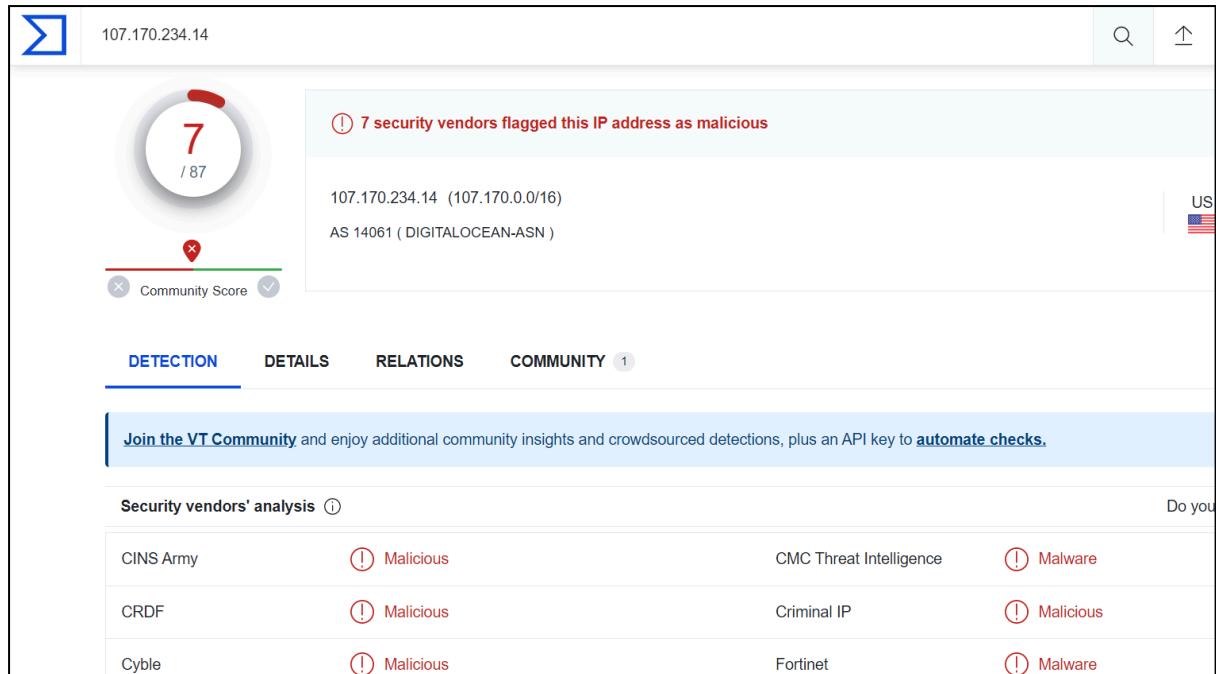 107.170.234.14
7
/ 87
Community Score
7 security vendors flagged this IP address as malicious
107.170.234.14 (107.170.0.0/16)
AS 14061 ( DIGITALOCEAN-ASN )
US
DETECTION DETAILS RELATIONS COMMUNITY 1
Join the VT Community and enjoy additional community insights and crowdsourced detections, plus an API key to automate checks.
Security vendors' analysis Do you
CINS Army Malicious CMC Threat Intelligence Malware
CRDF Malicious Criminal IP Malicious
Cyble Malicious Fortinet Malware